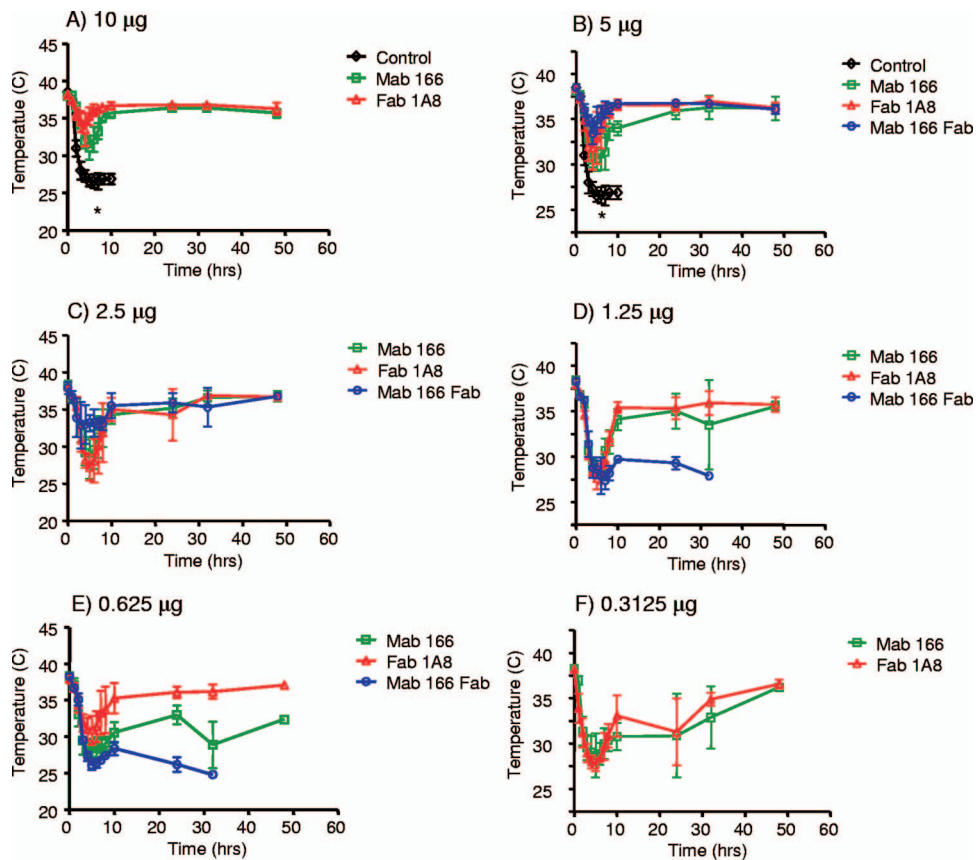 A) 10 µg
45
40
35
30
25
20
Temperature (C)
0 10 20 30 40 50 60
Time (hrs)
*
Control
Mab 166
Fab 1A8
B) 5 µg
40
35
30
25
Temperature (C)
0 10 20 30 40 50 60
Time (hrs)
*
Control
Mab 166
Fab 1A8
Mab 166 Fab
C) 2.5 µg
45
40
35
30
25
20
Temperature (C)
0 10 20 30 40 50 60
Time (hrs)
Mab 166
Fab 1A8
Mab 166 Fab
D) 1.25 µg
40
35
30
25
Temperature (C)
0 10 20 30 40 50 60
Time (hrs)
Mab 166
Fab 1A8
Mab 166 Fab
E) 0.625 µg
45
40
35
30
25
20
Temperature (C)
0 10 20 30 40 50 60
Time (hrs)
Mab 166
Fab 1A8
Mab 166 Fab
F) 0.3125 µg
40
35
30
25
Temperature (C)
0 10 20 30 40 50 60
Time (hrs)
Mab 166
Fab 1A8